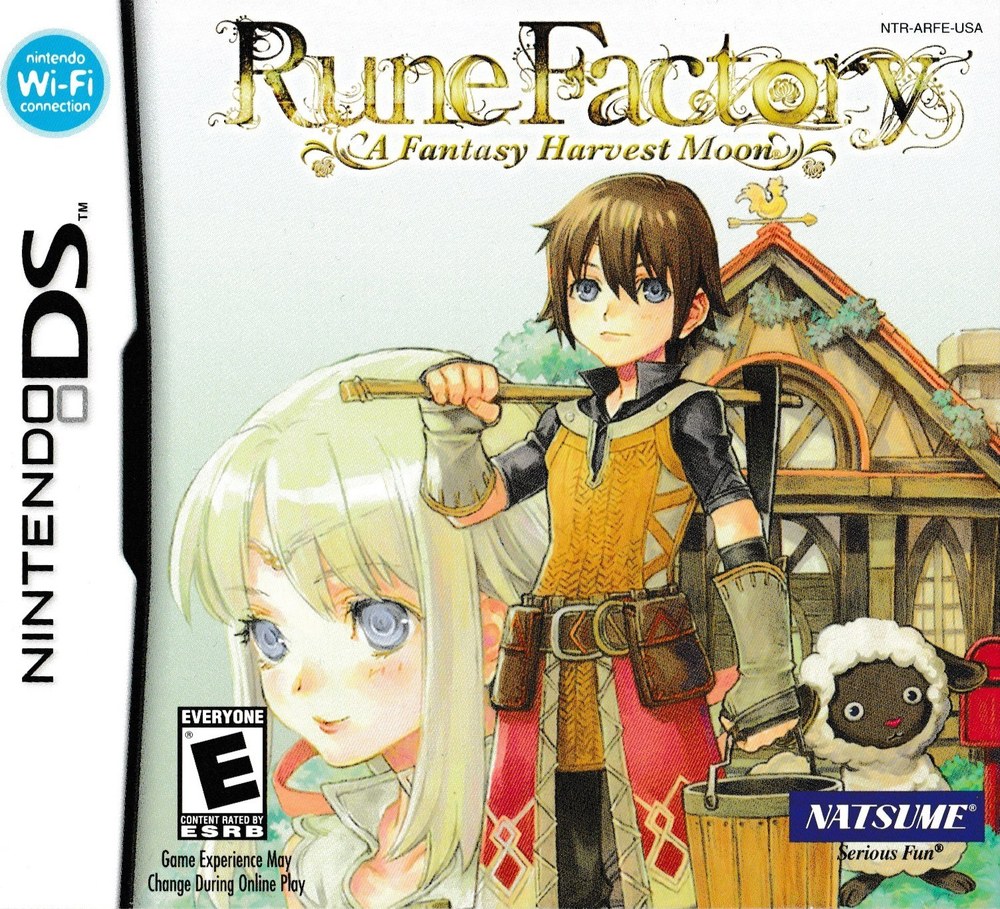 nintendo
Wi-Fi
connection
NTR-ARFE-USA
Rune Factory
A Fantasy Harvest Moon
NINTENDO DS™
EVERYONE
E
®
CONTENT RATED BY
ESRB
Game Experience May
Change During Online Play
NATSUME®
Serious Fun®